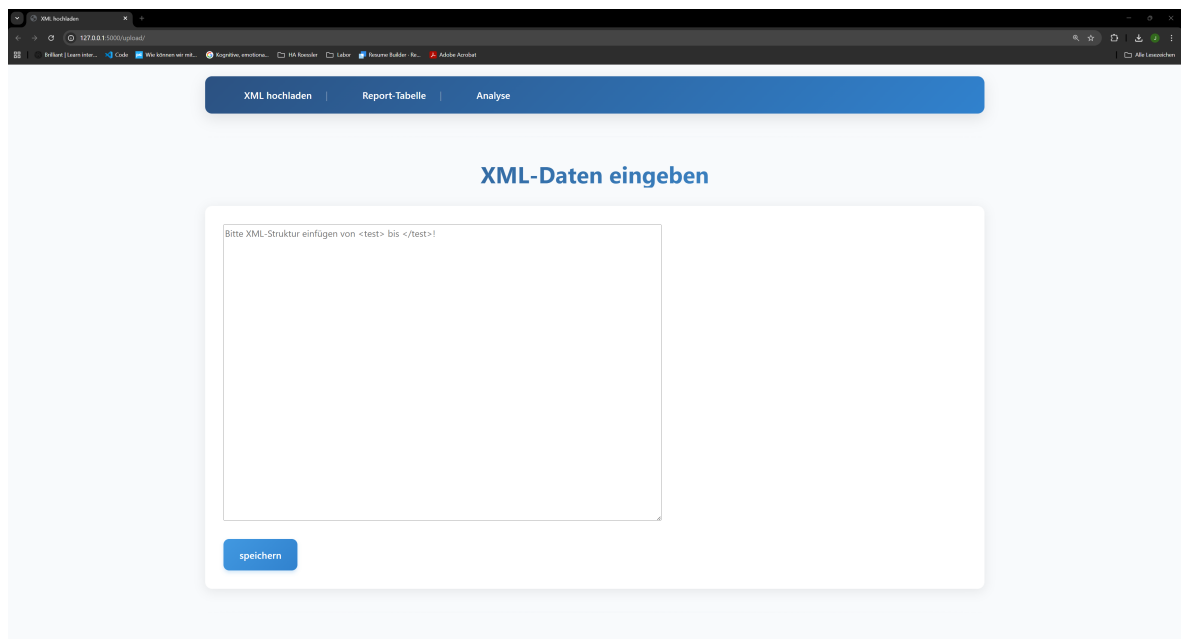 XML hochladen
127.0.0.1:5000/upload/
Brilliant | Learn inter... Code Wie können wir mit... Kognitive, emotiona... HA Roessler Labor Resume Builder · Re... Adobe Acrobat Alle Lesezeichen
XML hochladen | Report-Tabelle | Analyse
XML-Daten eingeben
Bitte XML-Struktur einfügen von <test> bis </test>!
speichern